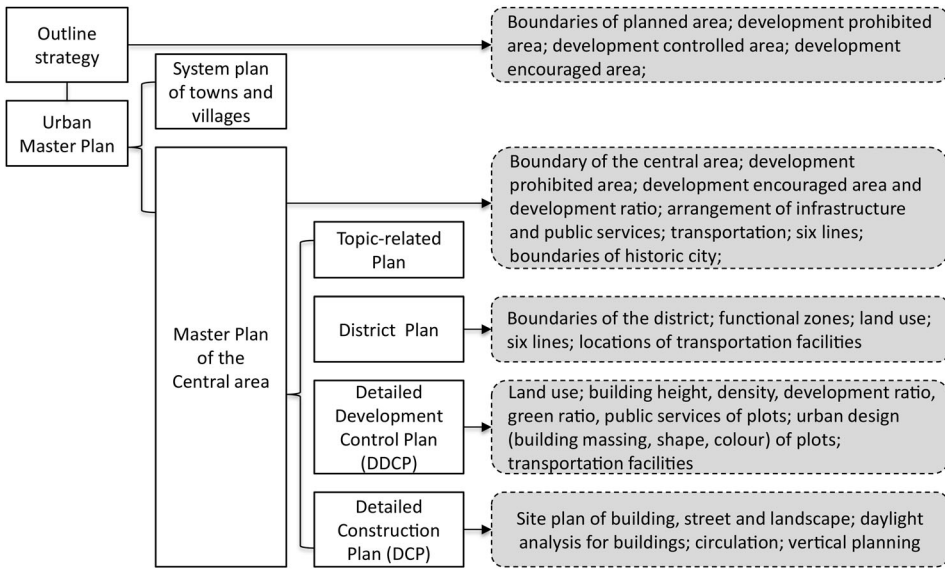 Outline
strategy
Boundaries of planned area; development prohibited
area; development controlled area; development
encouraged area;
System plan
of towns and
villages
Urban
Master Plan
Boundary of the central area; development
prohibited area; development encouraged area and
development ratio; arrangement of infrastructure
and public services; transportation; six lines;
boundaries of historic city;
Topic-related
Plan
Master Plan
of the
Central area
District Plan
Boundaries of the district; functional zones; land use;
six lines; locations of transportation facilities
Detailed
Development
Control Plan
(DDCP)
Land use; building height, density, development ratio,
green ratio, public services of plots; urban design
(building massing, shape, colour) of plots;
transportation facilities
Detailed
Construction
Plan (DCP)
Site plan of building, street and landscape; daylight
analysis for buildings; circulation; vertical planning